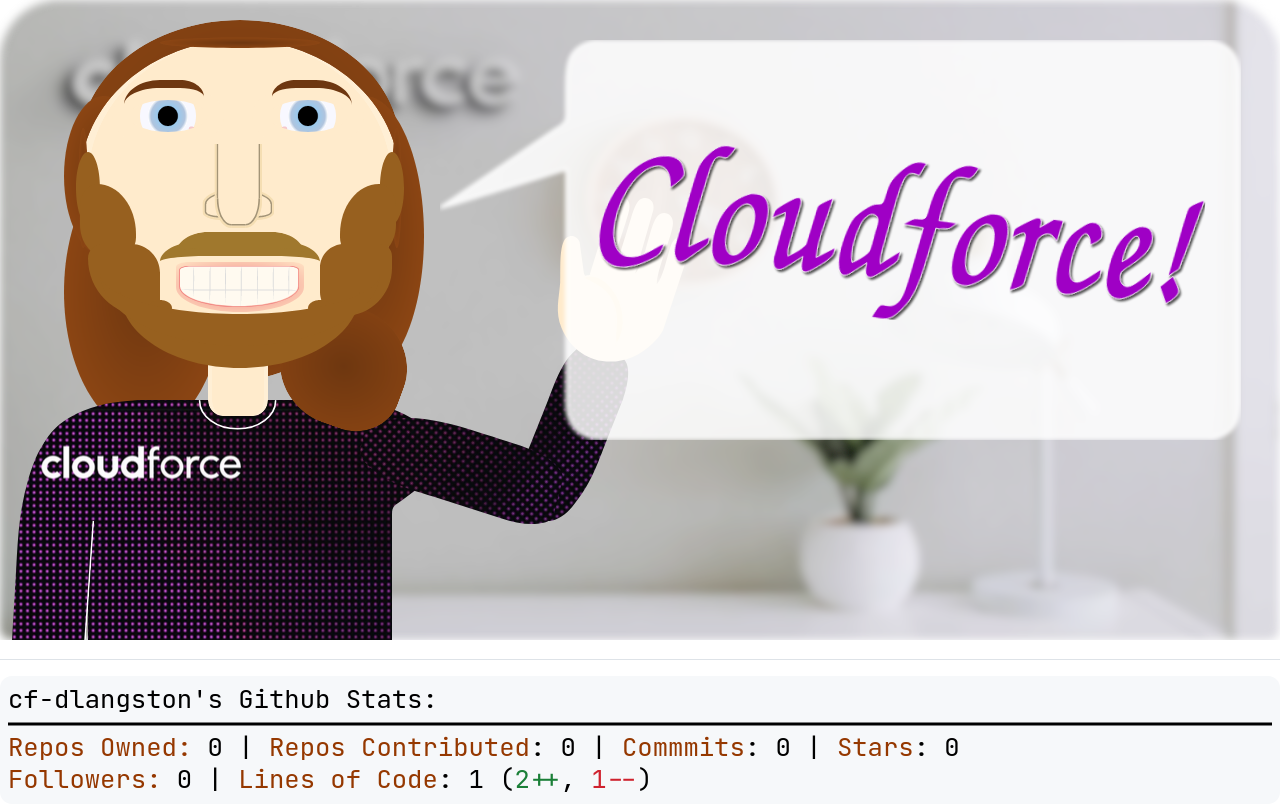 cloudforce
Cloudforce!
cloudforce
cf-dlangston's Github Stats:
Repos Owned: 0 | Repos Contributed: 0 | Commmits: 0 | Stars: 0
Followers: 0 | Lines of Code: 1 (2++, 1--)